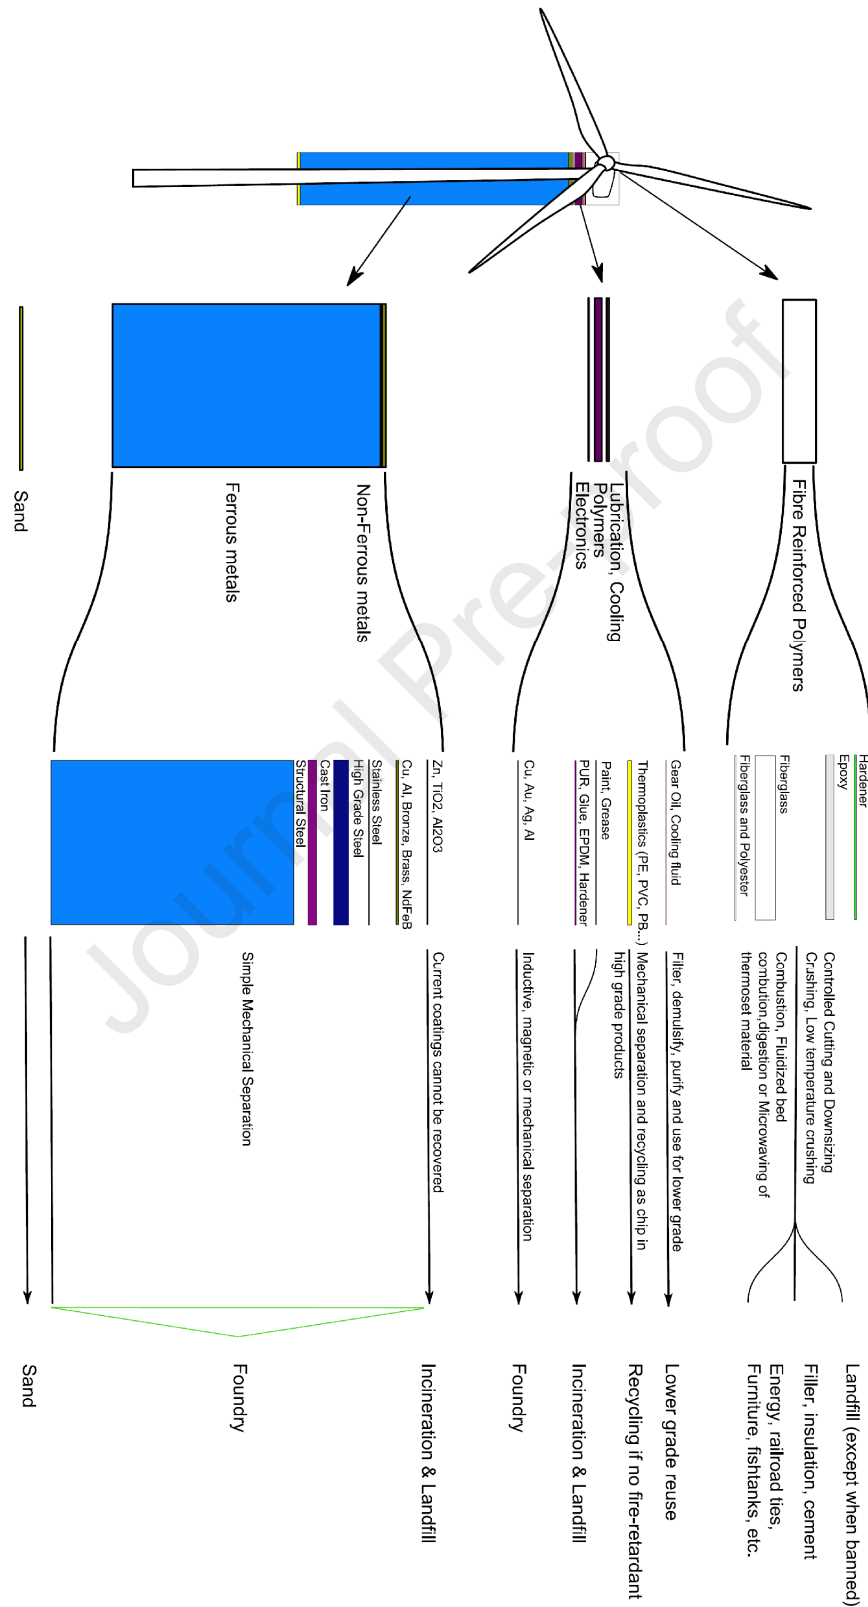 Fibre Reinforced Polymers
Lubrication, Cooling
Polymers
Electronics
Non-Ferrous metals
Ferrous metals
Sand
Hardener
Epoxy
Fiberglass
Fiberglass and Polyester
Gear Oil, Cooling fluid
Thermoplastics (PE, PVC, PB...)
Paint, Grease
PUR, Glue, EPDM, Hardener
Cu, Au, Ag, Al
Zn, TiO2, Al2O3
Cu, Al, Bronze, Brass, NdFeB
Stainless Steel
High Grade Steel
Cast Iron
Structural Steel
Controlled Cutting and Downsizing
Crushing, Low temperature crushing
Combustion, Fluidized bed
combution,digestion or Microwaving of
thermoset material
Filter, demulsify, purify and use for lower grade
Mechanical separation and recycling as chip in
high grade products
Inductive, magnetic or mechanical separation
Current coatings cannot be recovered
Simple Mechanical Separation
Landfill (except when banned)
Filler, insulation, cement
Energy, railroad ties,
Furniture, fishtanks, etc.
Lower grade reuse
Recycling if no fire-retardant
Incineration & Landfill
Foundry
Incineration & Landfill
Foundry
Sand
Journal Pre-proof